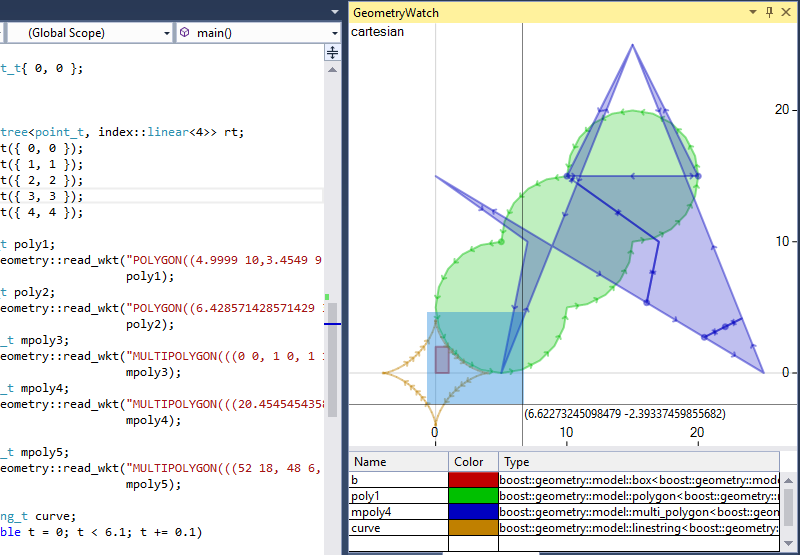 GeometryWatch
(Global Scope)
main()
cartesian
t_t{ 0, 0 };
tree<point_t, index::linear<4>> rt;
t({ 0, 0 });
t({ 1, 1 });
t({ 2, 2 });
t({ 3, 3 });
t({ 4, 4 });
t poly1;
eometry::read_wkt("POLYGON((4.9999 10,3.4549 9
poly1);
t poly2;
eometry::read_wkt("POLYGON((6.428571428571429
poly2);
_t mpoly3;
eometry::read_wkt("MULTIPOLYGON(((0 0, 1 0, 1 1
mpoly3);
_t mpoly4;
eometry::read_wkt("MULTIPOLYGON(((20.4545454358
mpoly4);
_t mpoly5;
eometry::read_wkt("MULTIPOLYGON(((52 18, 48 6,
mpoly5);
ng_t curve;
ble t = 0; t < 6.1; t += 0.1)
20
10
0
(6.62273245098479 -2.39337459855682)
0 10 20
Name Color Type
b boost::geometry::model::box<boost::geometry::mode
poly1 boost::geometry::model::polygon<boost::geometry::
mpoly4 boost::geometry::model::multi_polygon<boost::geon
curve boost::geometry::model::linestring<boost::geometry: